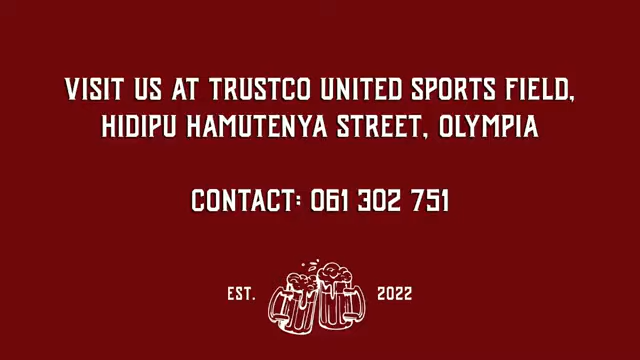 VISIT US AT TRUSTCO UNITED SPORTS FIELD,
HIDIPU HAMUTENYA STREET, OLYMPIA
CONTACT: 061 302 751
EST. 2022